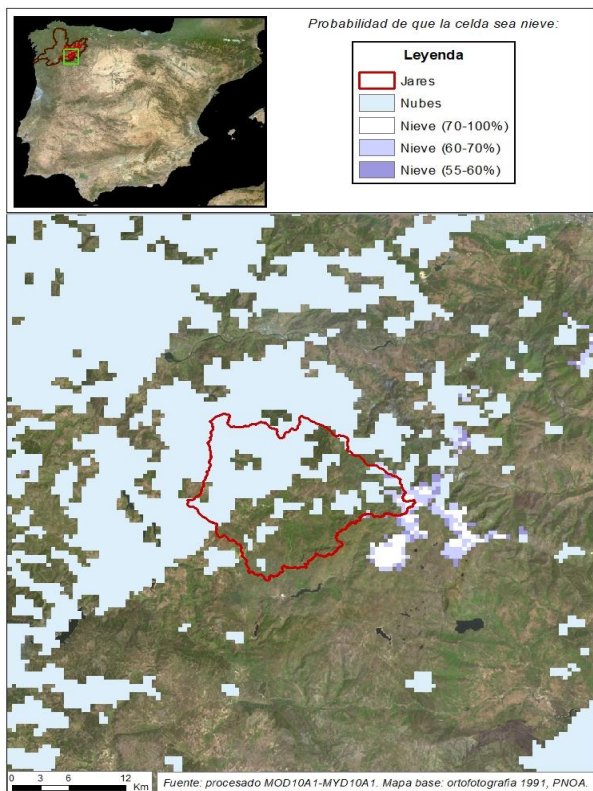 Probabilidad de que la celda sea nieve:
Leyenda
Jares
Nubes
Nieve (70-100%)
Nieve (60-70%)
Nieve (55-60%)
0 3 6 12
Km
Fuente: procesado MOD10A1-MYD10A1. Mapa base: ortofotografia 1991, PNOA.